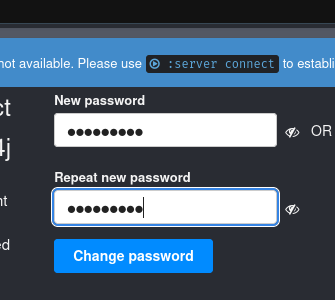 not available. Please use :server connect to establi
ct
New password
OR
4j
Repeat new password
nt
ed
Change password